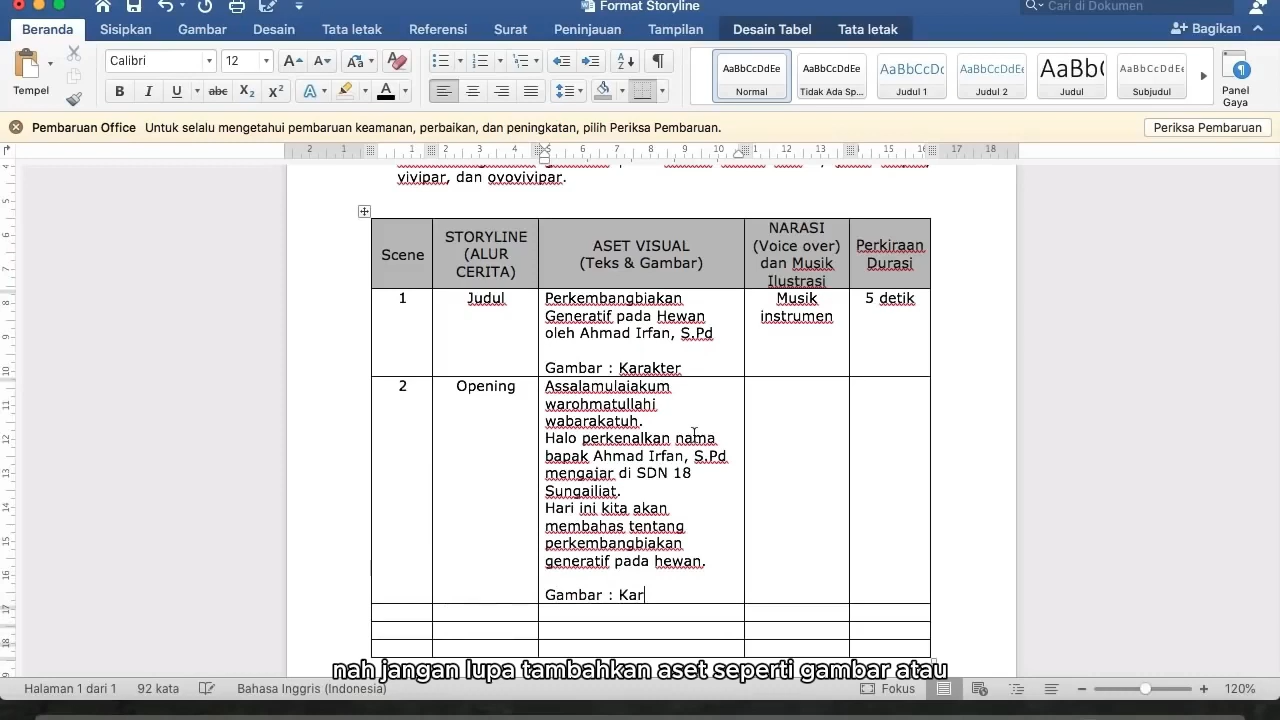 Format Storyline
Cari di Dokumen
Beranda Sisipkan Gambar Desain Tata letak Referensi Surat Peninjauan Tampilan Desain Tabel Tata letak Bagikan
Tempel
Calibri 12
AaBbCcDdEe Normal
AaBbCcDdEe Tidak Ada Sp...
AaBbCcDc Judul 1
AaBbCcDdEe Judul 2
AaBbC Judul
AaBbCcDdEe Subjudul
Panel Gaya
Pembaruan Office Untuk selalu mengetahui pembaruan keamanan, perbaikan, dan peningkatan, pilih Periksa Pembaruan. Periksa Pembaruan
vivipar, dan ovovivipar.
Scene
STORYLINE
(ALUR
CERITA)
ASET VISUAL
(Teks & Gambar)
NARASI
(Voice over)
dan Musik
Ilustrasi
Perkiraan
Durasi
1
Judul
Perkembangbiakan
Generatif pada Hewan
oleh Ahmad Irfan, S.Pd
Gambar : Karakter
Musik
instrumen
5 detik
2
Opening
Assalamulaiakum
warohmatullahi
wabarakatuh.
Halo perkenalkan nama
bapak Ahmad Irfan, S.Pd
mengajar di SDN 18
Sungailiat.
Hari ini kita akan
membahas tentang
perkembangbiakan
generatif pada hewan.
Gambar : Kar
nah jangan lupa tambahkan aset seperti gambar atau
Halaman 1 dari 1 92 kata Bahasa Inggris (Indonesia) Fokus 120%